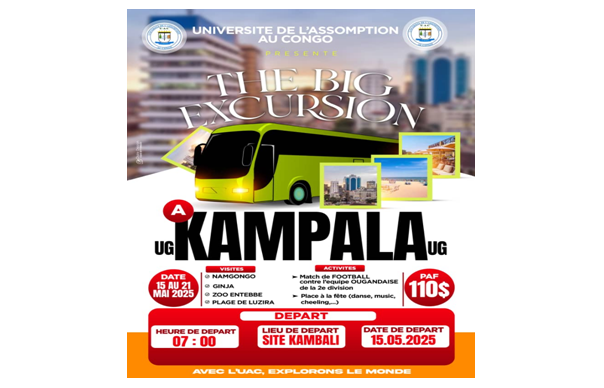 UNIVERSITE DE L'ASSOMPTION
AU CONGO
PRESENTE
THE BIG
EXCURSION
A
UG KAMPALA UG
DATE
15 AU 21
MAI 2025
VISITES
NAMGONGO
GINJA
ZOO ENTEBBE
PLAGE DE LUZIRA
ACTIVITES
Match de FOOTBALL
contre l'equipe OUGANDAISE
de la 2e division
Place à la fête (danse, music,
cheeling,...)
PAF
110$
DEPART
HEURE DE DEPART
07 : 00
LIEU DE DEPART
SITE KAMBALI
DATE DE DEPART
15.05.2025
AVEC L'UAC, EXPLORONS LE MONDE